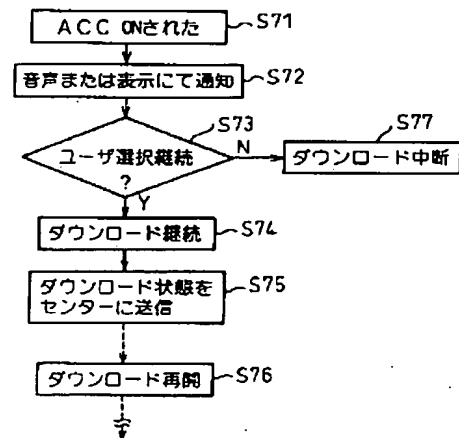 ACC ONされた
S71
音声または表示にて通知
S72
S73
ユーザ選択継続
?
N
Y
S77
ダウンロード中断
ダウンロード継続
S74
ダウンロード状態を
センターに送信
S75
ダウンロード再開
S76